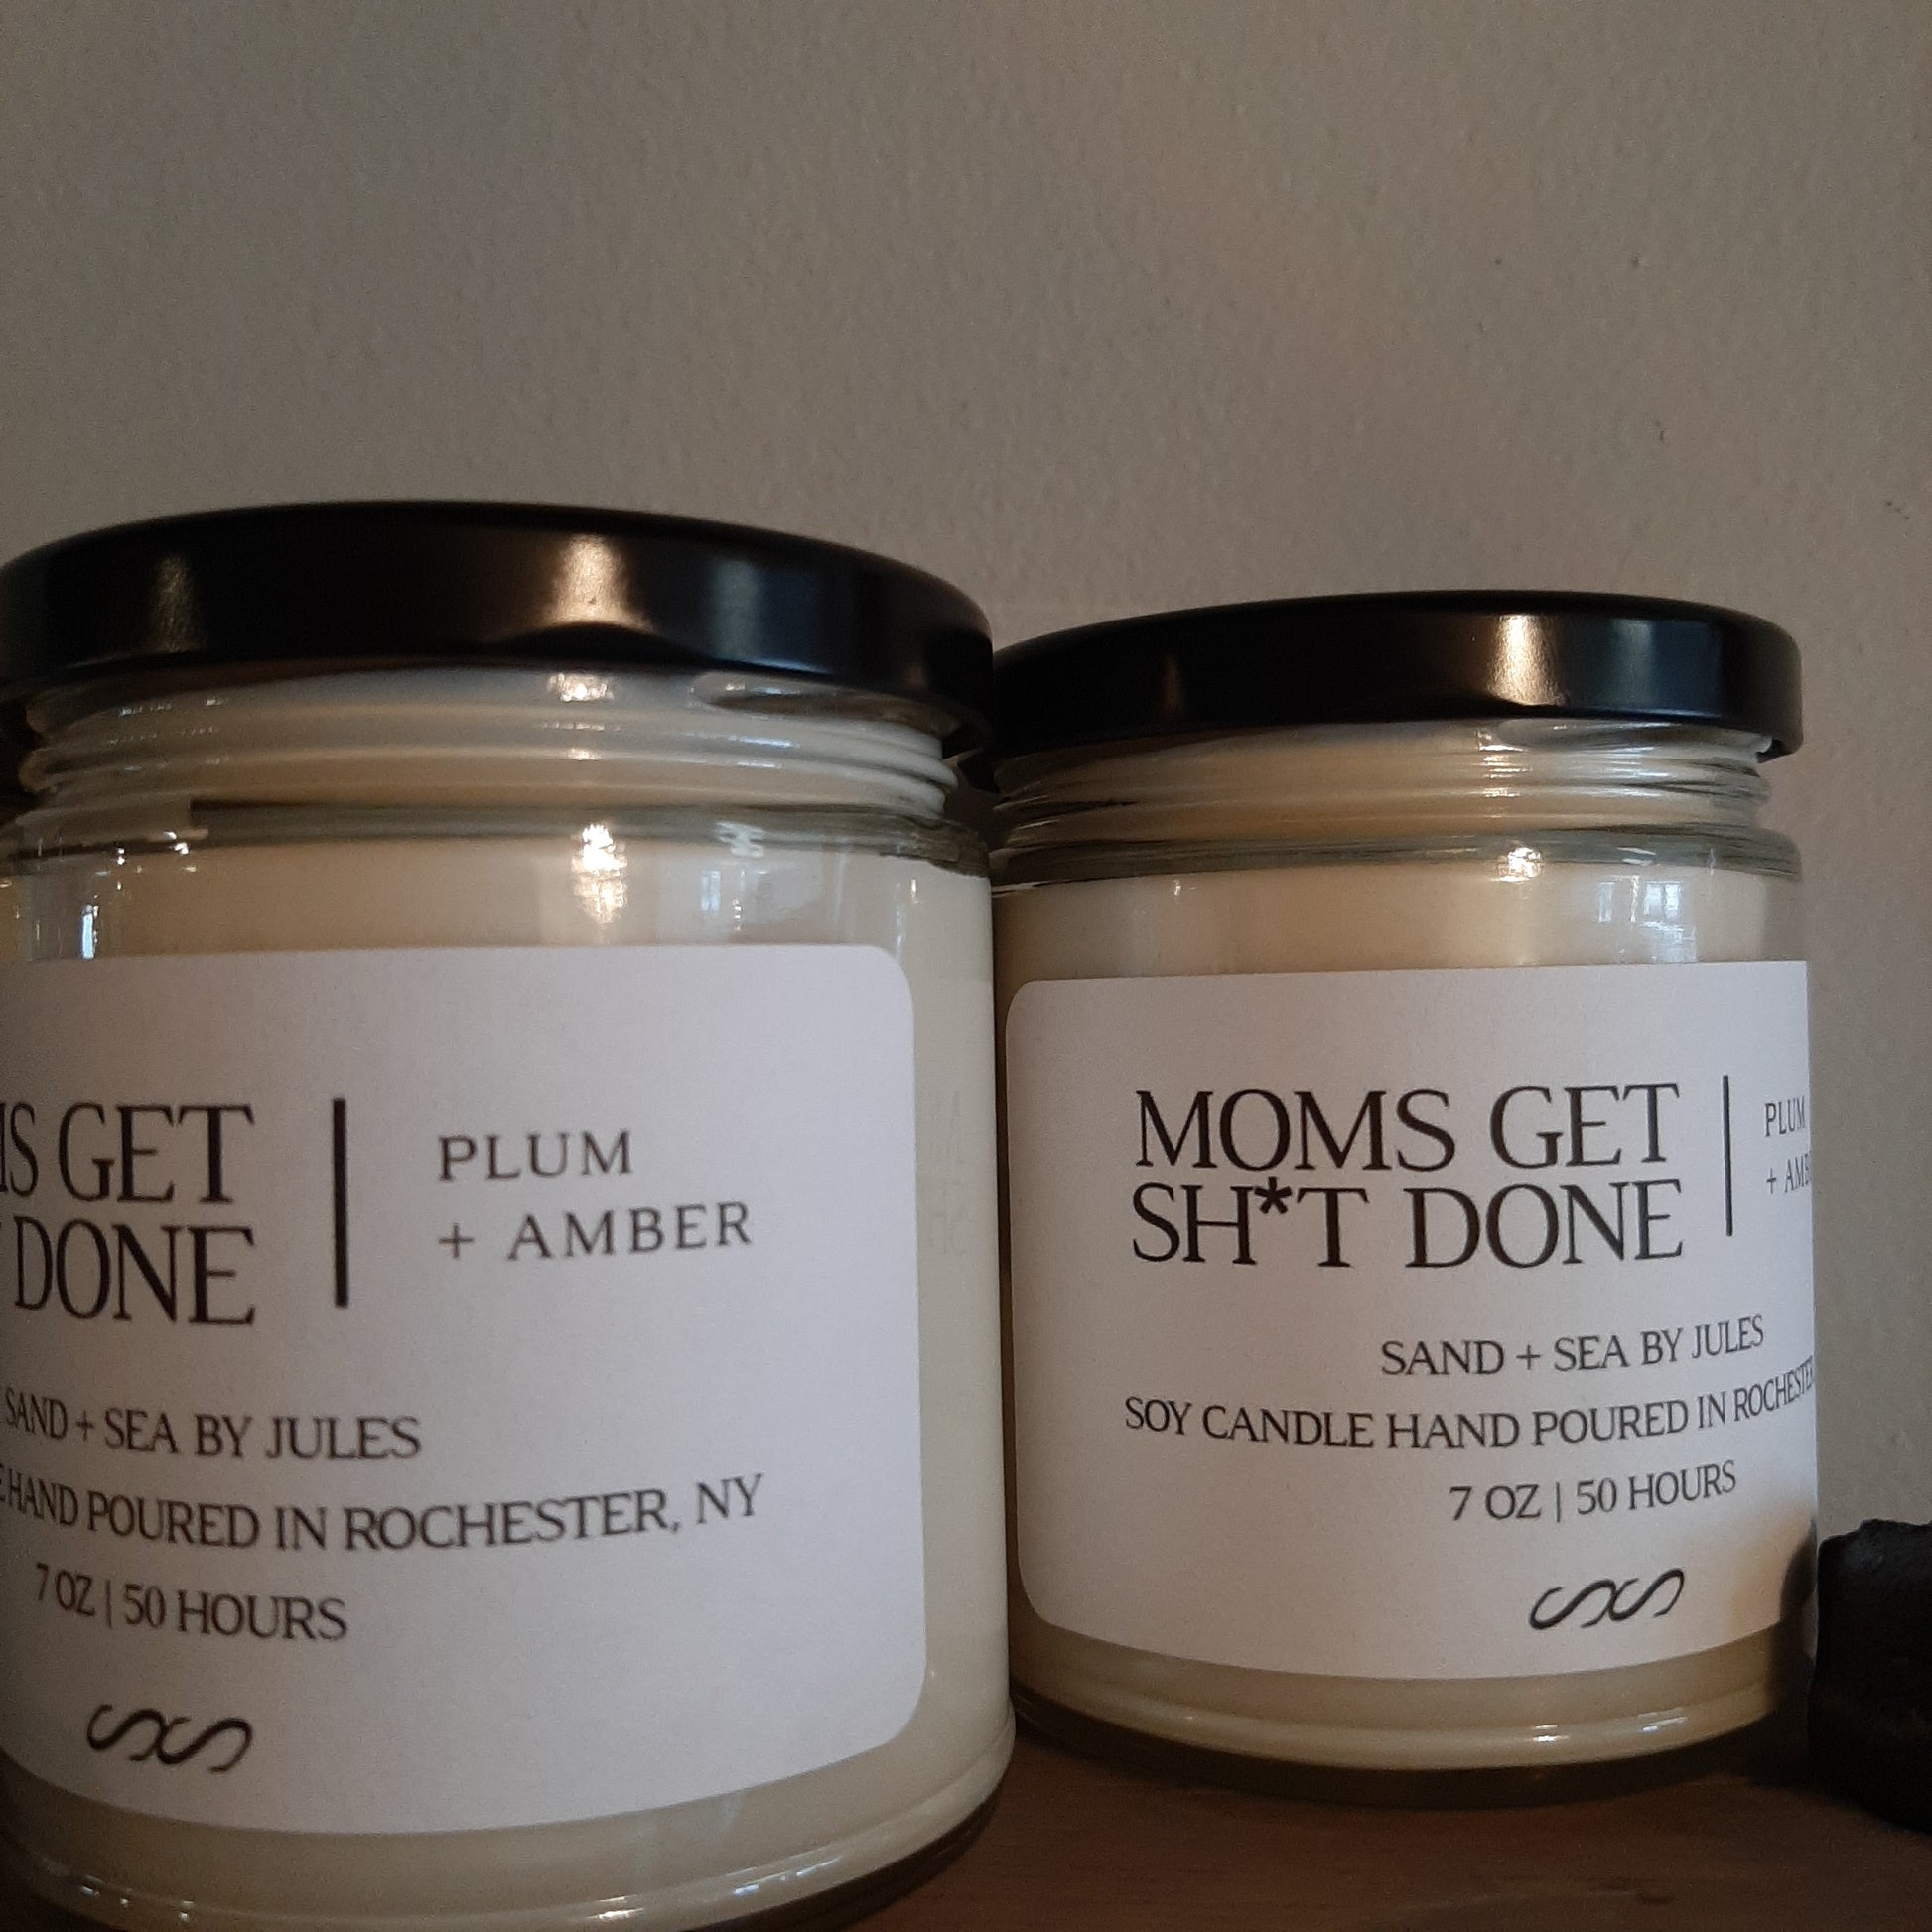 GET
DONE
PLUM
+ AMBER
SAND + SEA BY JULES
HAND POURED IN ROCHESTER, NY
7 OZ | 50 HOURS
MOMS GET
SH*T DONE
PLUM
+
SAND + SEA BY JULES
SOY CANDLE HAND POURED IN ROCHESTER
7 OZ | 50 HOURS